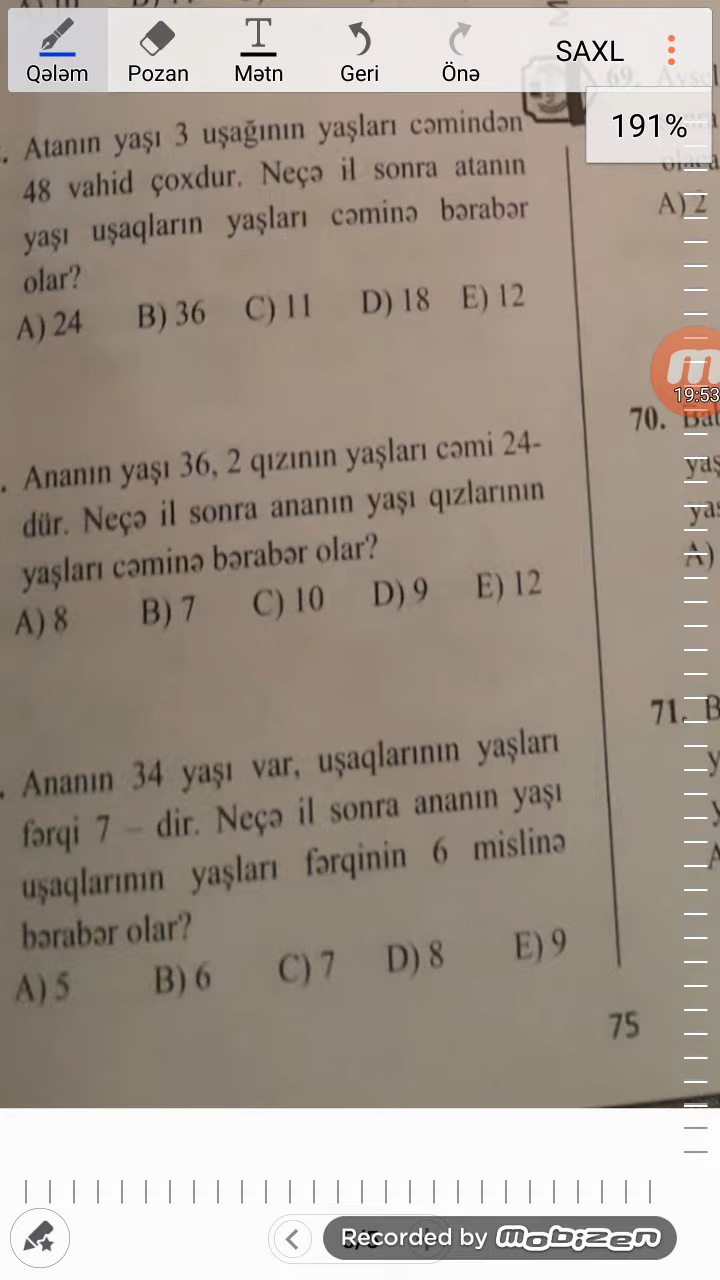 Qələm
Pozan
Mətn
Geri
Önə
SAXL
191%
69. Aysel
. Atanın yaşı 3 uşağının yaşları cəmindən
48 vahid çoxdur. Neçə il sonra atanın
yaşı uşaqların yaşları cəminə bərabər
olar?
A) 24 B) 36 C) 11 D) 18 E) 12
. Ananın yaşı 36, 2 qızının yaşları cəmi 24-
dür. Neçə il sonra ananın yaşı qızlarının
yaşları cəminə bərabər olar?
A) 8 B) 7 C) 10 D) 9 E) 12
. Ananın 34 yaşı var, uşaqlarının yaşları
fərqi 7 – dir. Neçə il sonra ananın yaşı
uşaqlarının yaşları fərqinin 6 mislinə
bərabər olar?
A) 5 B) 6 C) 7 D) 8 E) 9
A) 2
19:53
70.
yaş
A)
71. B
75
Recorded by Mobizen